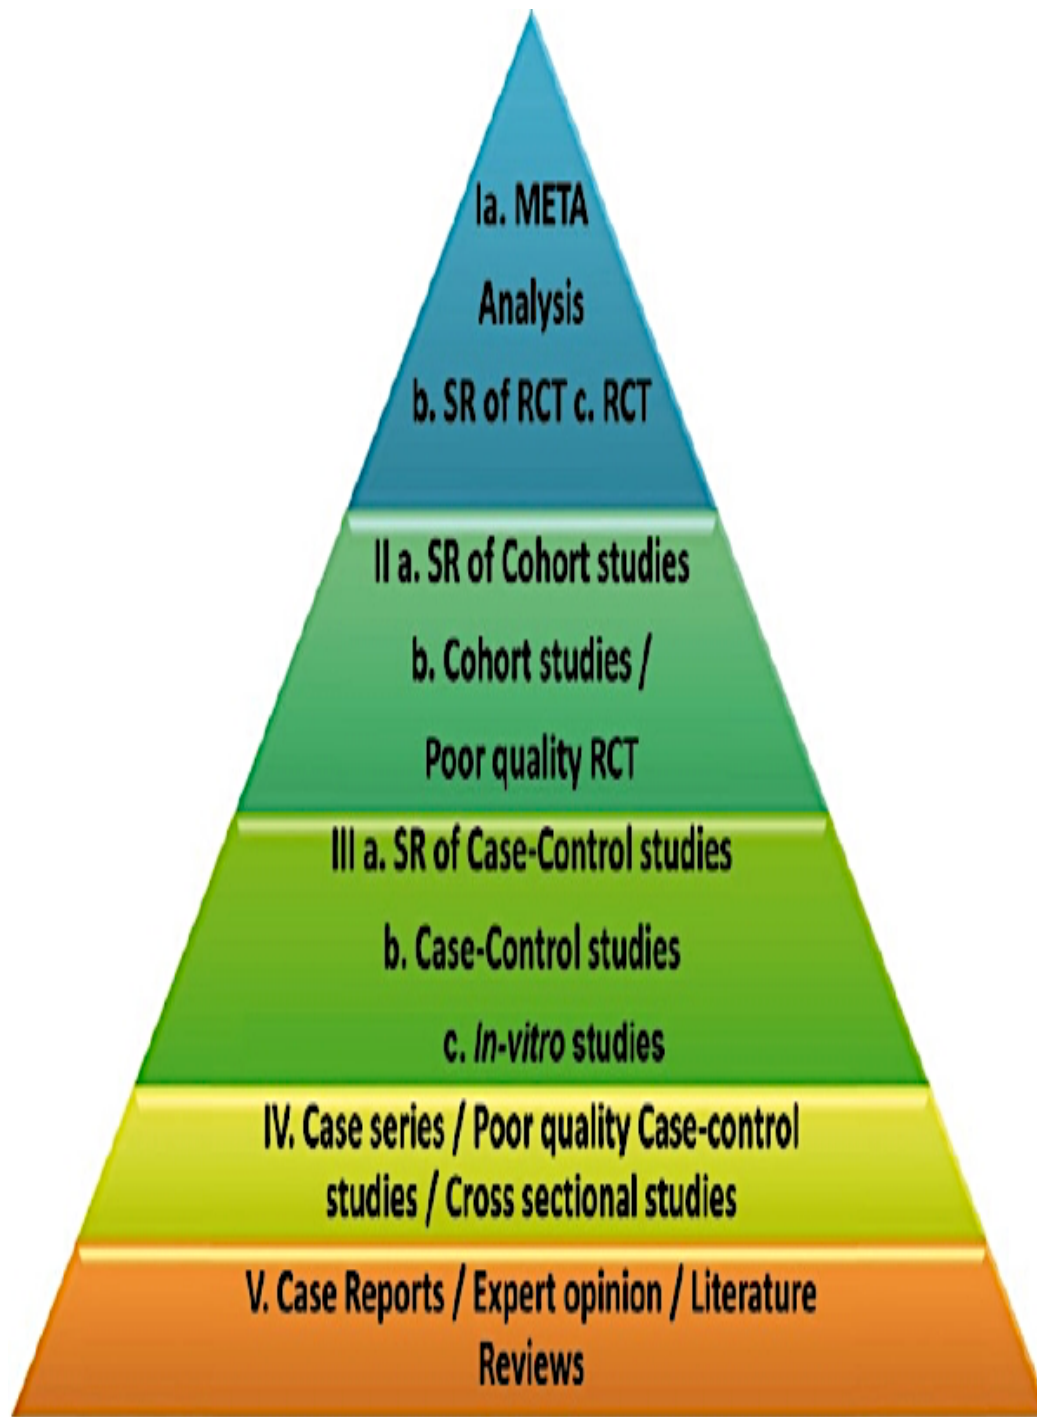 Ia. META
Analysis
b. SR of RCT c. RCT
II a. SR of Cohort studies
b. Cohort studies /
Poor quality RCT
III a. SR of Case-Control studies
b. Case-Control studies
c. In-vitro studies
IV. Case series / Poor quality Case-control
studies / Cross sectional studies
V. Case Reports / Expert opinion / Literature
Reviews